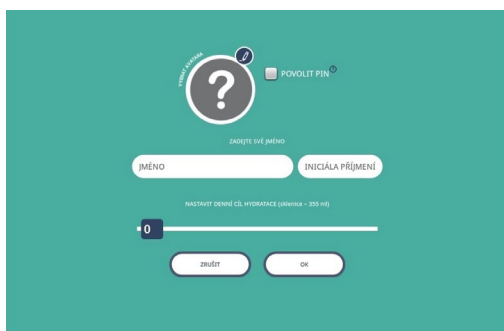 VYBRAT AVATARA
?
POVOLIT PIN
ZADEJTE SVÉ JMÉNO
JMÉNO
INICIÁLA PŘÍJMENÍ
NASTAVIT DENNÍ CÍL HYDRATACE (sklenice – 355 ml)
0
ZRUŠIT
OK